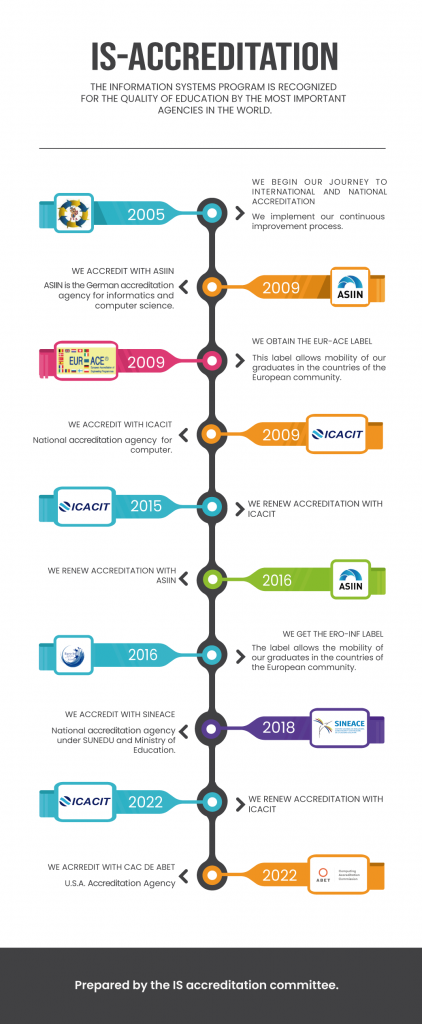 IS-ACCREDITATION
THE INFORMATION SYSTEMS PROGRAM IS RECOGNIZED
FOR THE QUALITY OF EDUCATION BY THE MOST IMPORTANT
AGENCIES IN THE WORLD.
2005
WE BEGIN OUR JOURNEY TO
INTERNATIONAL AND NATIONAL
ACCREDITATION
We implement our continuous
improvement process.
WE ACCREDIT WITH ASIIN
ASIIN is the German accreditation
agency for informatics and
computer science.
2009
ASIIN
EUR-ACE
2009
WE OBTAIN THE EUR-ACE LABEL
This label allows mobility of our
graduates in the countries of the
European community.
WE ACCREDIT WITH ICACIT
National accreditation agency for
computer.
2009
ICACIT
ICACIT
2015
WE RENEW ACCREDITATION WITH
ICACIT
WE RENEW ACCREDITATION WITH
ASIIN
2016
ASIIN
2016
WE GET THE ERO-INF LABEL
The label allows the mobility of
our graduates in the countries of
the European community.
WE ACCREDIT WITH SINEACE
National accreditation agency
under SUNEDU and Ministry of
Education.
2018
SINEACE
ICACIT
2022
WE RENEW ACCREDITATION WITH
ICACIT
WE ACRREDIT WITH CAC DE ABET
U.S.A. Accreditation Agency
2022
ABET
Computing
Accreditation
Commission
Prepared by the IS accreditation committee.